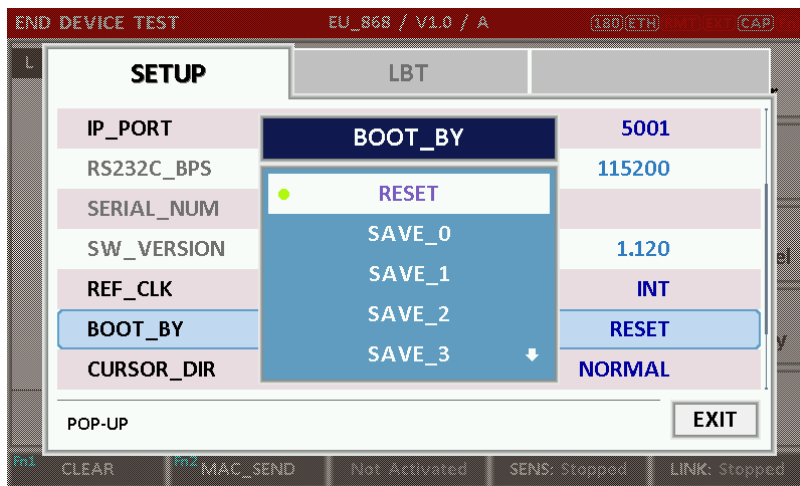 END DEVICE TEST EU_868 / V1.0 / A 180 ETH CAP
L
SETUP LBT
IP_PORT 5001
RS232C_BPS 115200
SERIAL_NUM
SW_VERSION 1.120
REF_CLK INT
BOOT_BY RESET
CURSOR_DIR NORMAL
BOOT_BY
RESET
SAVE_0
SAVE_1
SAVE_2
SAVE_3
POP-UP EXIT
Fn1 CLEAR Fn2 MAC_SEND Not Activated SENS: Stopped LINK: Stopped